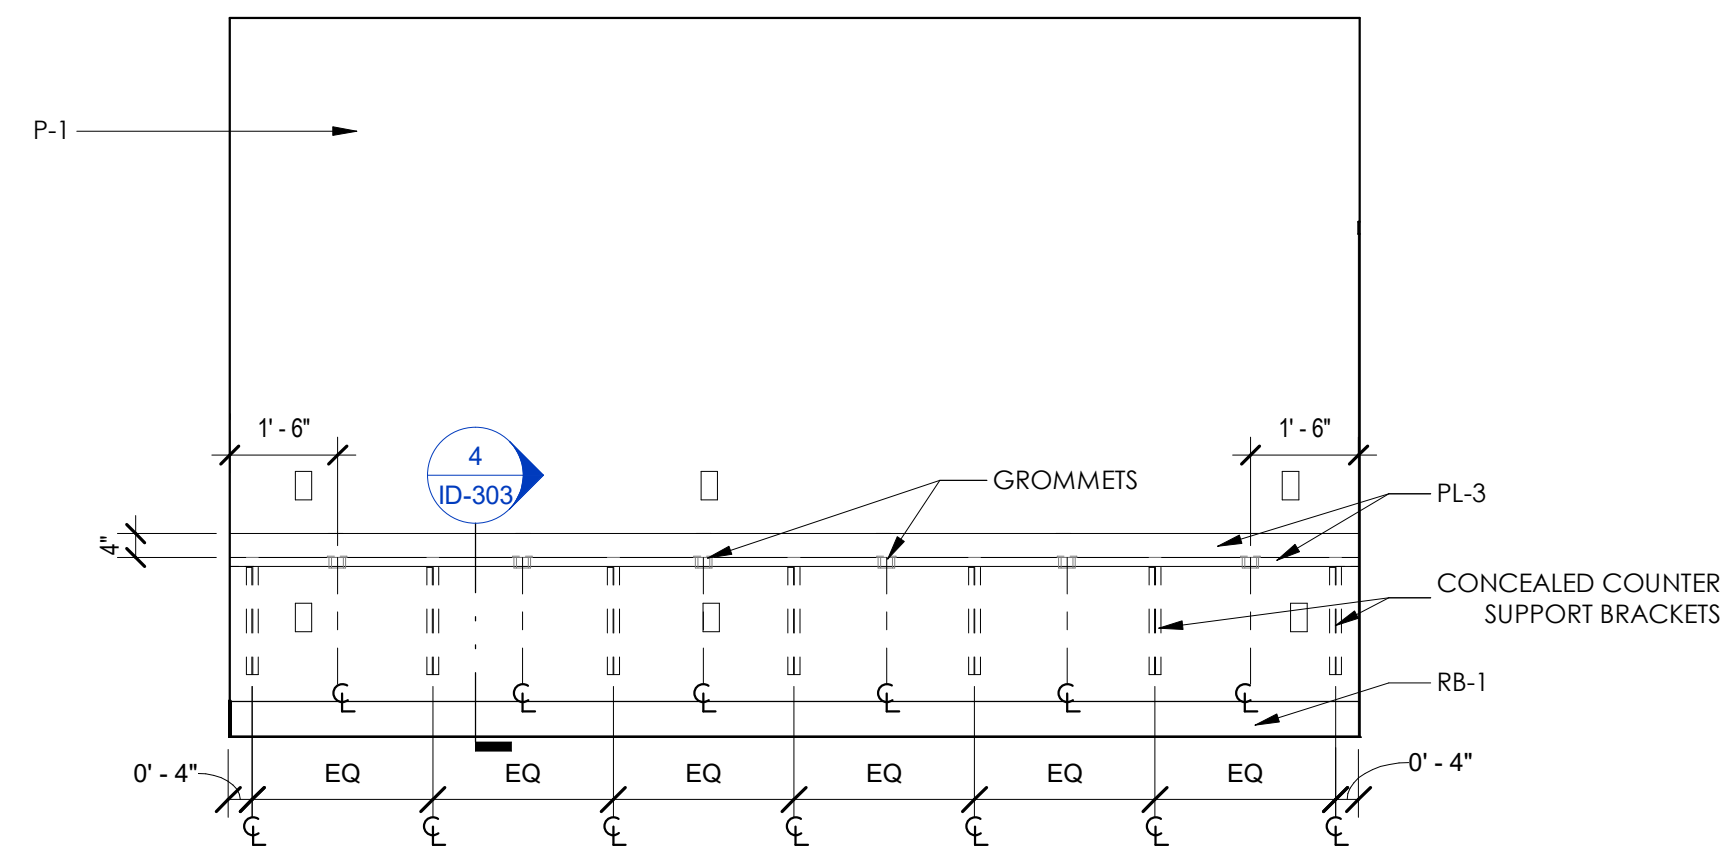 P-1
1' - 6"
1' - 6"
4
ID-303
GROMMETS
PL-3
4"
CONCEALED COUNTER
SUPPORT BRACKETS
RB-1
℄ ℄ ℄ ℄ ℄ ℄
0' - 4" EQ EQ EQ EQ EQ EQ 0' - 4"
℄ ℄ ℄ ℄ ℄ ℄ ℄